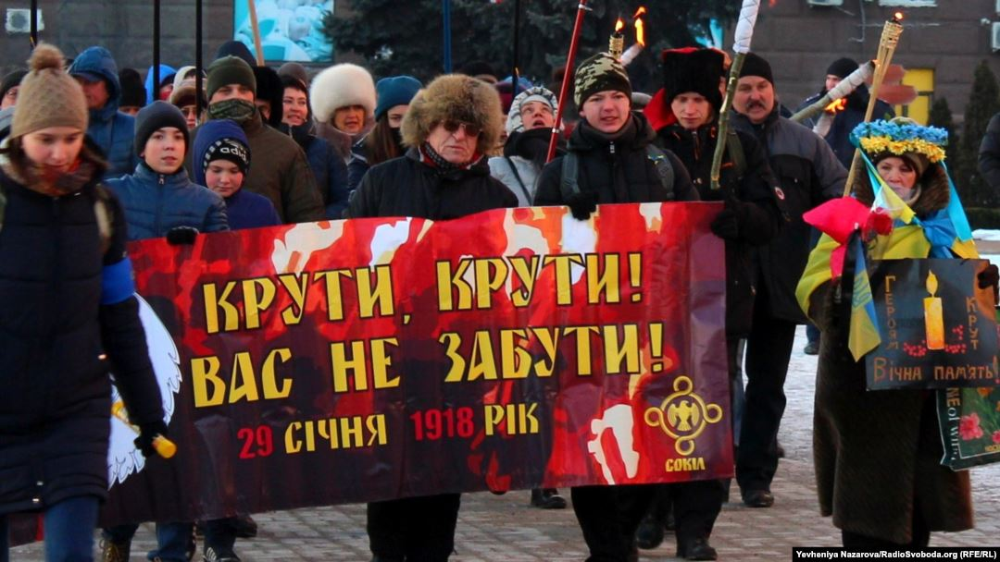 КРУТИ, КРУТИ!
ВАС НЕ ЗАБУТИ!
29 СІЧНЯ 1918 РІК
СОКІЛ
adidas
ГЕРОЯМ КРУТ
ВІЧНА ПАМ'ЯТЬ!
Yevheniya Nazarova/RadioSvoboda.org (RFE/RL)